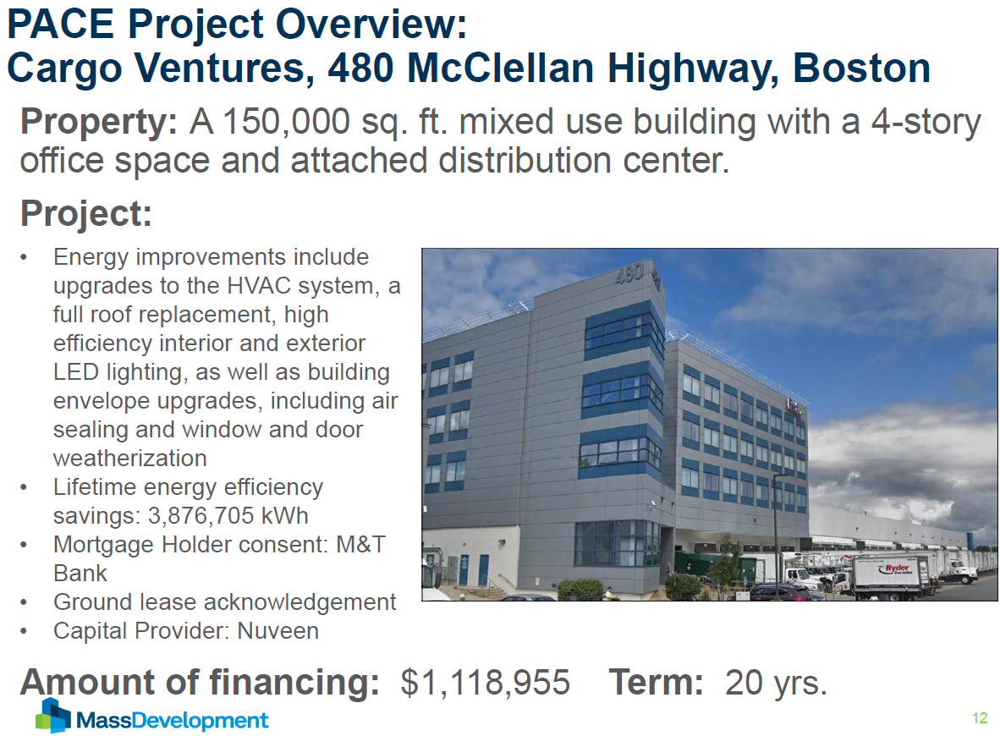 PACE Project Overview:
Cargo Ventures, 480 McClellan Highway, Boston
Property: A 150,000 sq. ft. mixed use building with a 4-story
office space and attached distribution center.
Project:
• Energy improvements include
upgrades to the HVAC system, a
full roof replacement, high
efficiency interior and exterior
LED lighting, as well as building
envelope upgrades, including air
sealing and window and door
weatherization
• Lifetime energy efficiency
savings: 3,876,705 kWh
• Mortgage Holder consent: M&T
Bank
• Ground lease acknowledgement
• Capital Provider: Nuveen
480
Ryder
Amount of financing: $1,118,955 Term: 20 yrs.
MassDevelopment
12